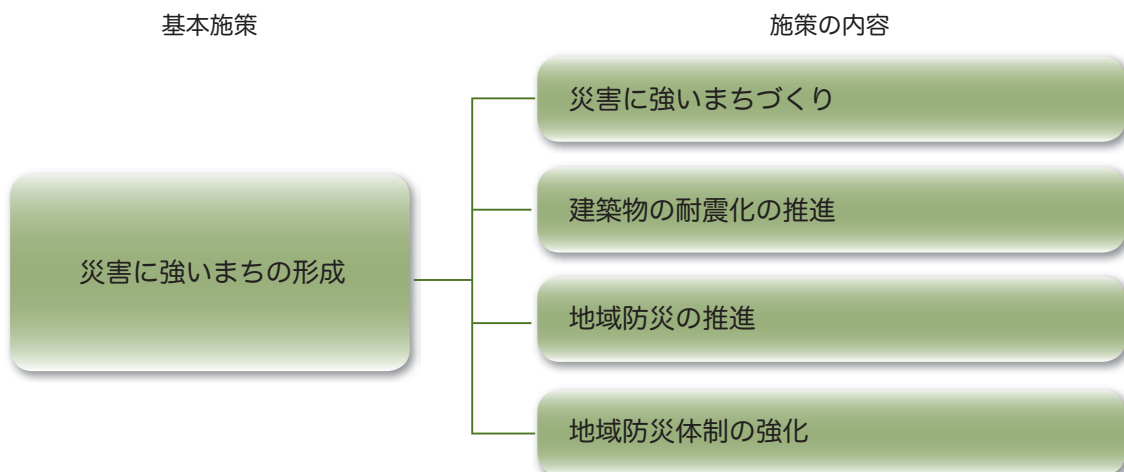 基本施策
施策の内容
災害に強いまちの形成
災害に強いまちづくり
建築物の耐震化の推進
地域防災の推進
地域防災体制の強化